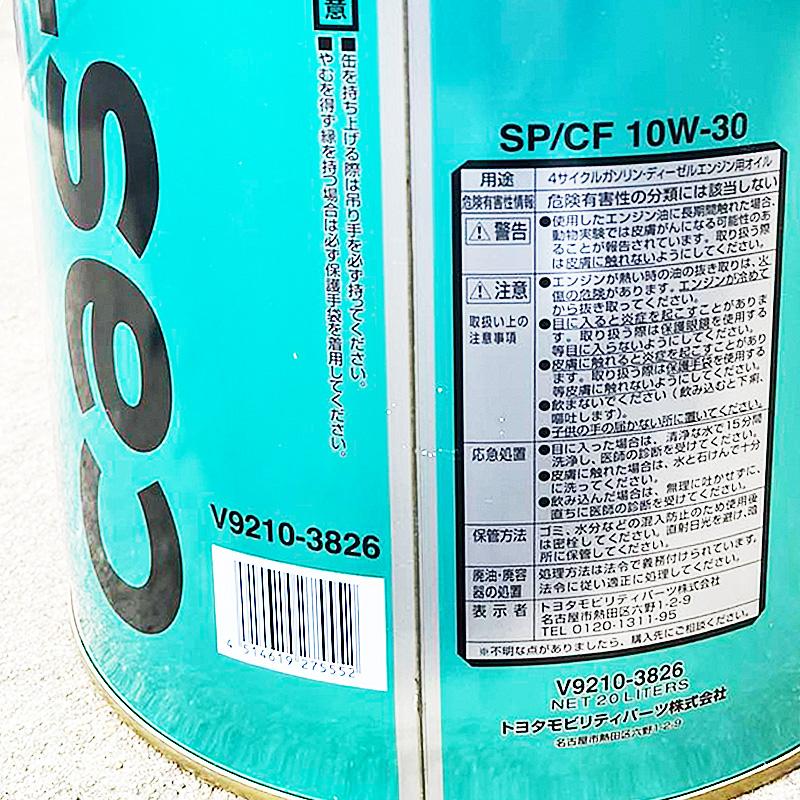 cas
意
■缶を持ち上げる際は吊り手を必ず持ってください。
■やむを得ず縁を持つ場合は必ず保護手袋を着用してください。
V9210-3826
4 514619 275552
SP/CF 10W-30
用途 4サイクルガソリン・ディーゼルエンジン用オイル
危険有害性情報 危険有害性の分類には該当しない
⚠警告 ●使用したエンジン油に長期間触れた場合、
動物実験では皮膚がんになる可能性のあ
ることが報告されています。取り扱う際
は皮膚に触れないようにしてください。
⚠注意 ●エンジンが熱い時の油の抜き取りは、火
傷の危険があります。エンジンが冷めて
から抜き取ってください。
取扱い上の
注意事項
●目に入ると炎症を起こすことがありま
す。取り扱う際は保護眼鏡を使用する
等目に入らないようにしてください。
●皮膚に触れると炎症を起こすことがあり
ます。取り扱う際は保護手袋を使用する
等皮膚に触れないようにしてください。
●飲まないでください(飲み込むと下痢、
嘔吐します)。
●子供の手の届かない所に置いてください。
応急処置 ●目に入った場合は、清浄な水で15分間
洗浄し、医師の診断を受けてください。
●皮膚に触れた場合は、水と石けんで十分
に洗ってください。
●飲み込んだ場合は、無理に吐かせずに、
直ちに医師の診断を受けてください。
保管方法 ゴミ、水分などの混入防止のため使用後
は密栓してください。直射日光を避け、暗
所に保管してください。
廃油・廃容
器の処置
処理方法は法令で義務付けられています。
法令に従い適正に処理してください。
表示者 トヨタモビリティパーツ株式会社
名古屋市熱田区六野1-2-9
TEL 0120-1311-95
※不明な点がありましたら、購入先にご相談ください。
V9210-3826
NET 20 LITERS
トヨタモビリティパーツ株式会社
名古屋市熱田区六野1-2-9